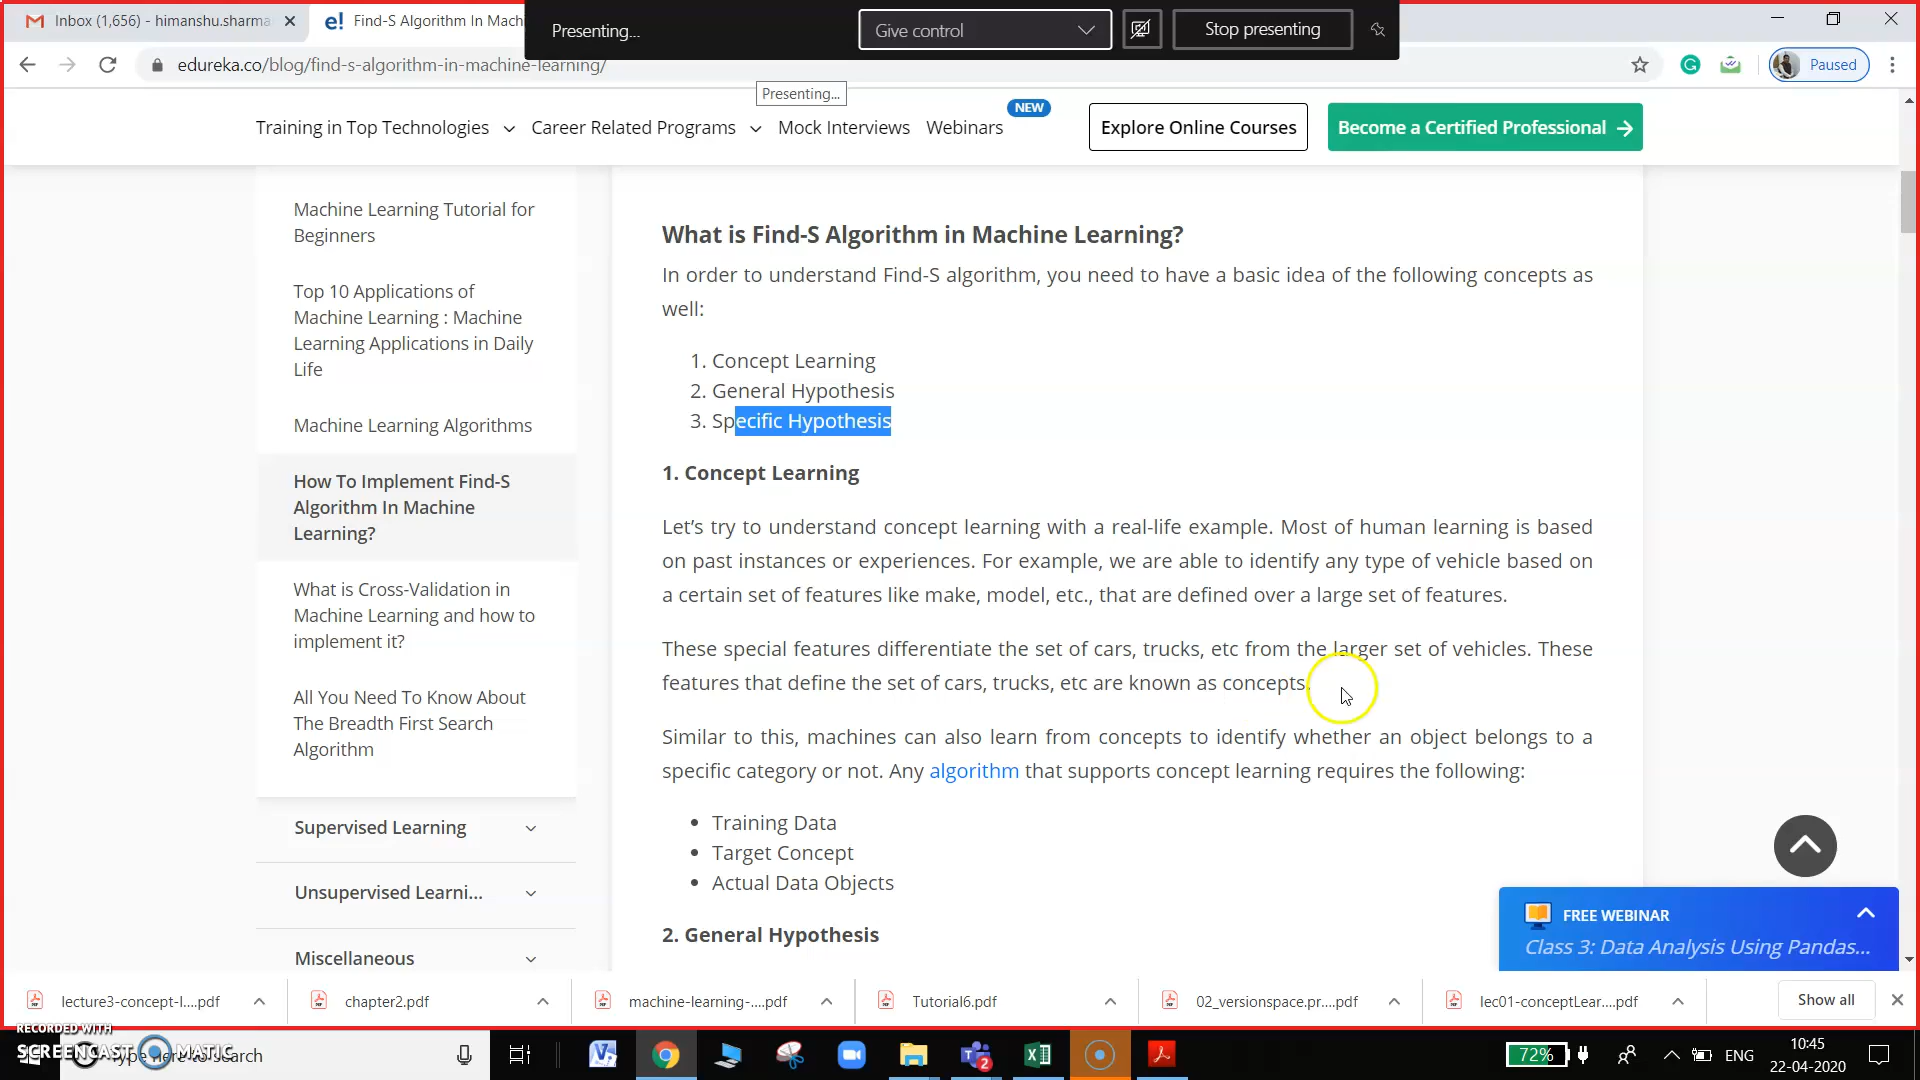 Inbox (1,656) - himanshu.sharma
Find-S Algorithm In Mach
Presenting...
Give control
Stop presenting
edureka.co/blog/find-s-algorithm-in-machine-learning/
Paused
Presenting...
NEW
Training in Top Technologies
Career Related Programs
Mock Interviews
Webinars
Explore Online Courses
Become a Certified Professional
Machine Learning Tutorial for
Beginners
Top 10 Applications of
Machine Learning : Machine
Learning Applications in Daily
Life
Machine Learning Algorithms
How To Implement Find-S
Algorithm In Machine
Learning?
What is Cross-Validation in
Machine Learning and how to
implement it?
All You Need To Know About
The Breadth First Search
Algorithm
Supervised Learning
Unsupervised Learni...
Miscellaneous
What is Find-S Algorithm in Machine Learning?
In order to understand Find-S algorithm, you need to have a basic idea of the following concepts as
well:
1. Concept Learning
2. General Hypothesis
3. Specific Hypothesis
1. Concept Learning
Let's try to understand concept learning with a real-life example. Most of human learning is based
on past instances or experiences. For example, we are able to identify any type of vehicle based on
a certain set of features like make, model, etc., that are defined over a large set of features.
These special features differentiate the set of cars, trucks, etc from the larger set of vehicles. These
features that define the set of cars, trucks, etc are known as concepts.
Similar to this, machines can also learn from concepts to identify whether an object belongs to a
specific category or not. Any algorithm that supports concept learning requires the following:
Training Data
Target Concept
Actual Data Objects
2. General Hypothesis
FREE WEBINAR
Class 3: Data Analysis Using Pandas...
lecture3-concept-l....pdf
chapter2.pdf
machine-learning-....pdf
Tutorial6.pdf
02_versionspace.pr....pdf
lec01-conceptLear....pdf
Show all
RECORDED WITH
SCREENCAST MATIC
Type here to search
2
72%
ENG
10:45
22-04-2020